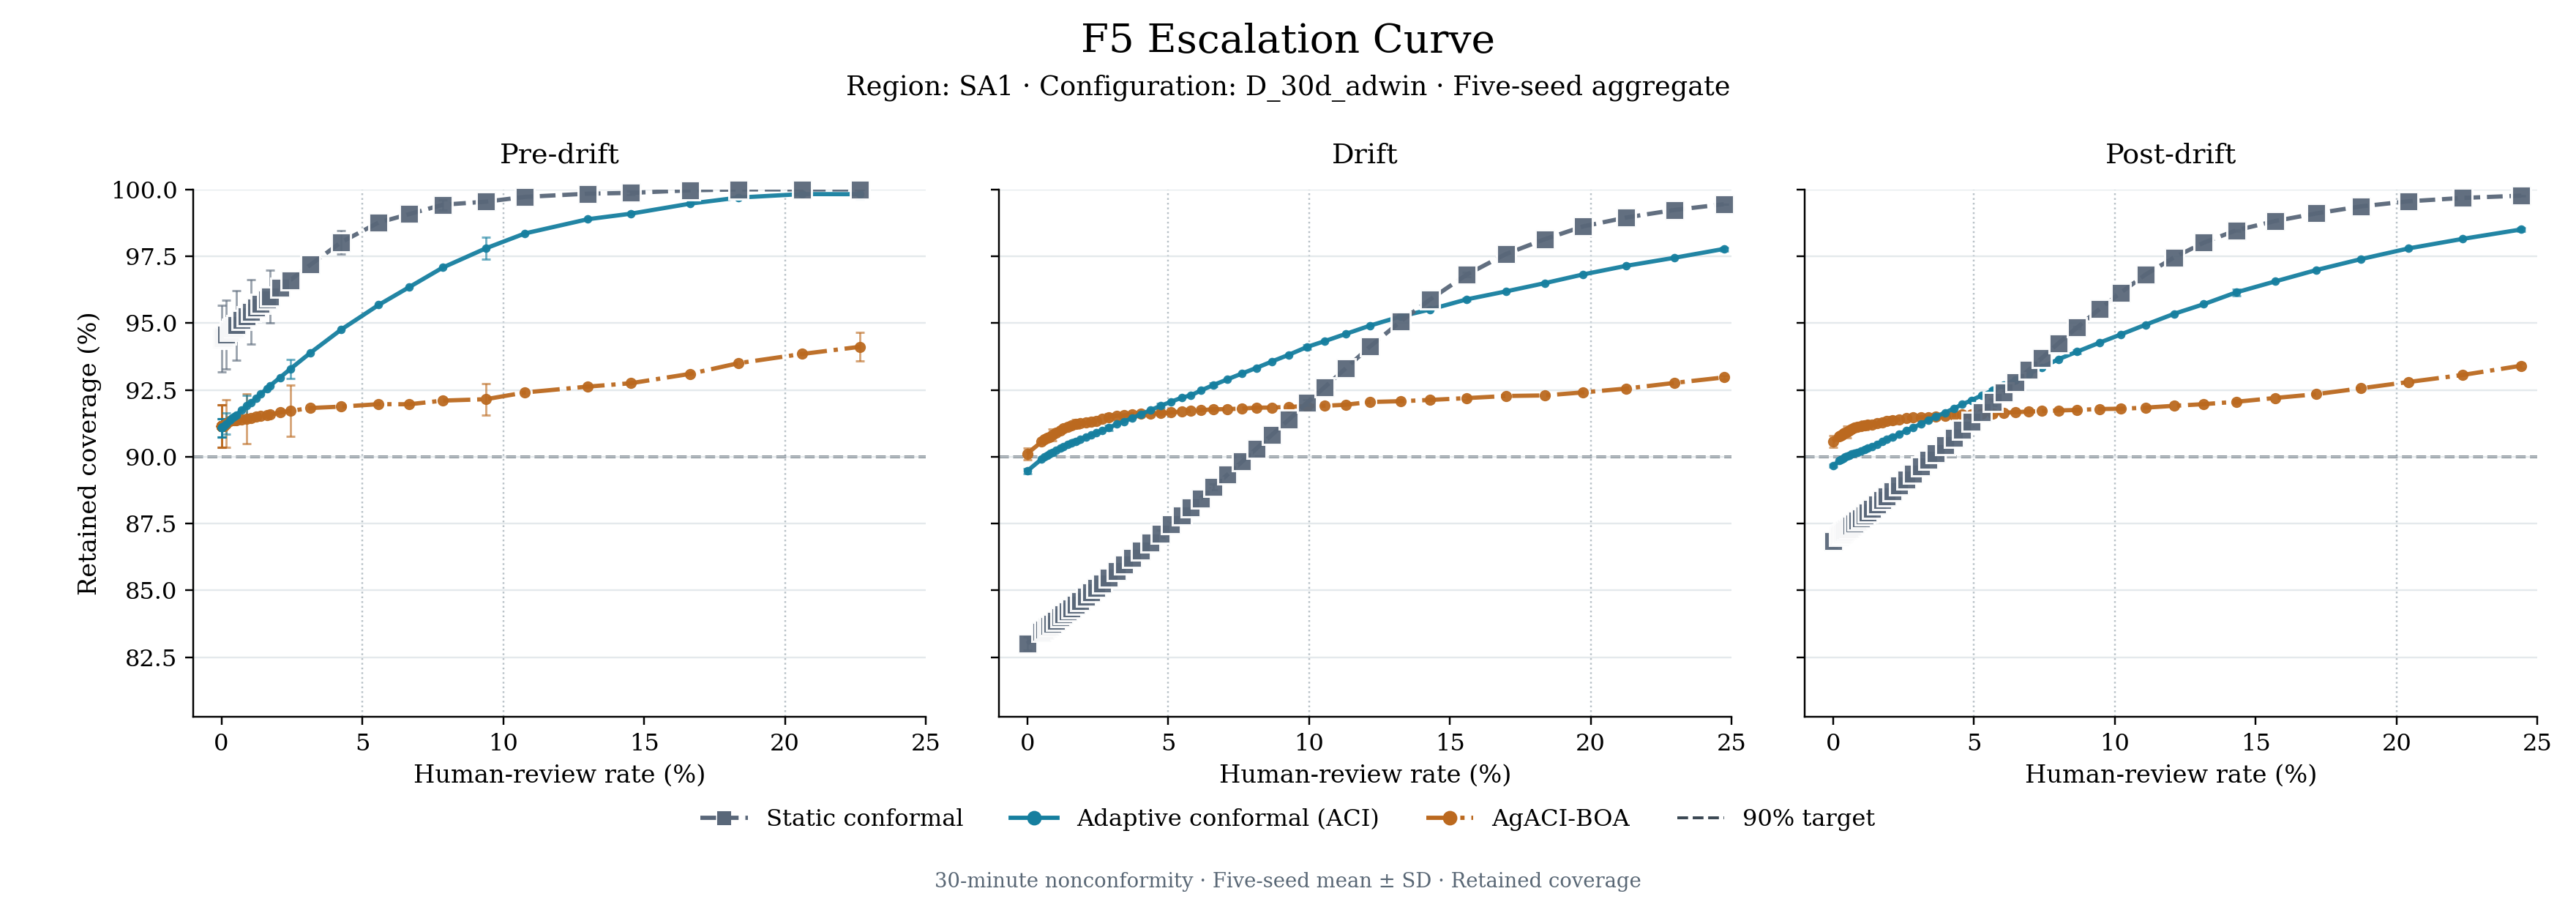 F5 Escalation Curve
Region: SA1 · Configuration: D_30d_adwin · Five-seed aggregate
Pre-drift
Drift
Post-drift
Retained coverage (%)
100.0
97.5
95.0
92.5
90.0
87.5
85.0
82.5
0 5 10 15 20 25
0 5 10 15 20 25
0 5 10 15 20 25
Human-review rate (%)
Human-review rate (%)
Human-review rate (%)
Static conformal
Adaptive conformal (ACI)
AgACI-BOA
90% target
30-minute nonconformity · Five-seed mean ± SD · Retained coverage